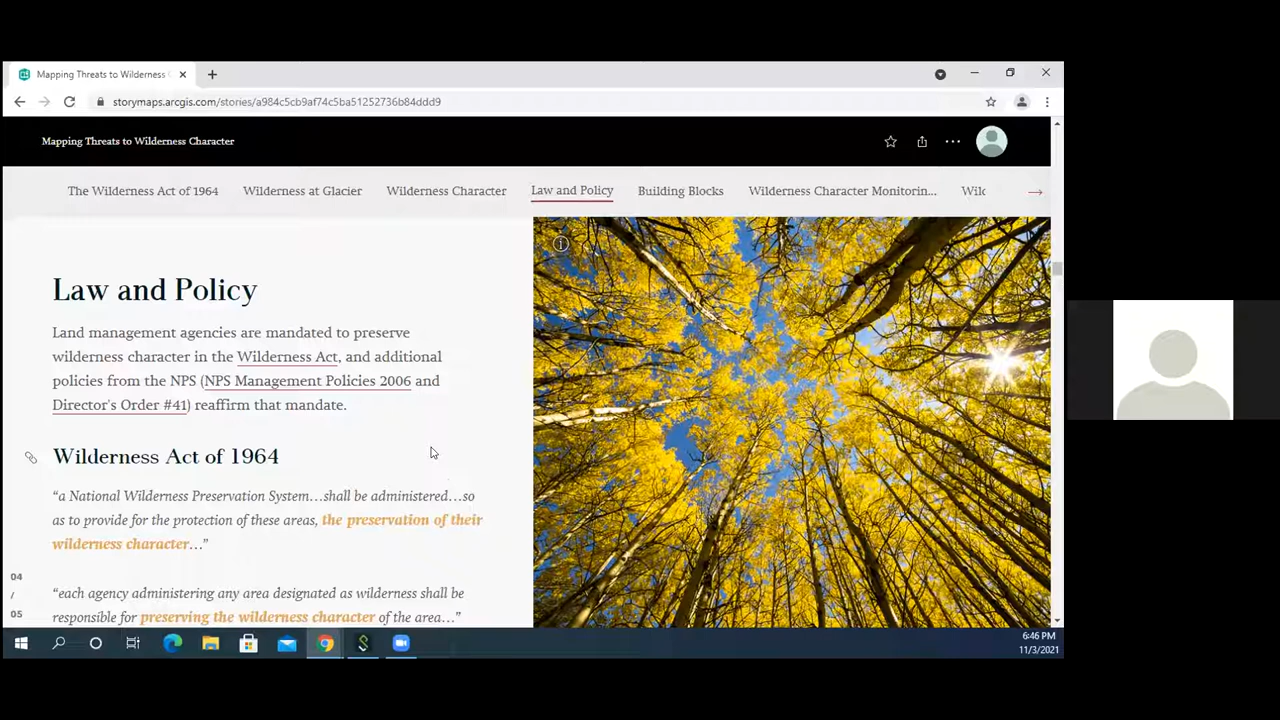 Mapping Threats to Wilderness C
storymaps.arcgis.com/stories/a984c5cb9af74c5ba51252736b84ddd9
Mapping Threats to Wilderness Character
The Wilderness Act of 1964 Wilderness at Glacier Wilderness Character Law and Policy Building Blocks Wilderness Character Monitorin... Wilc
Law and Policy
Land management agencies are mandated to preserve
wilderness character in the Wilderness Act, and additional
policies from the NPS (NPS Management Policies 2006 and
Director's Order #41) reaffirm that mandate.
Wilderness Act of 1964
“a National Wilderness Preservation System…shall be administered…so
as to provide for the protection of these areas, the preservation of their
wilderness character…”
“each agency administering any area designated as wilderness shall be
responsible for preserving the wilderness character of the area…”
04
/
05
6:46 PM
11/3/2021